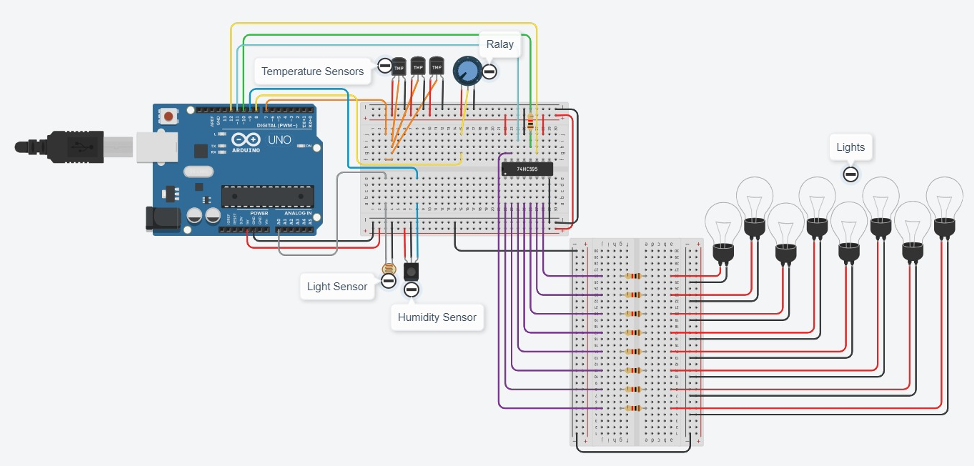 Ralay
Temperature Sensors
TMP
TMP
TMP
DIGITAL (PWM~)
UNO
ARDUINO
ON
POWER
ANALOG IN
74HC595
Lights
Light Sensor
Humidity Sensor